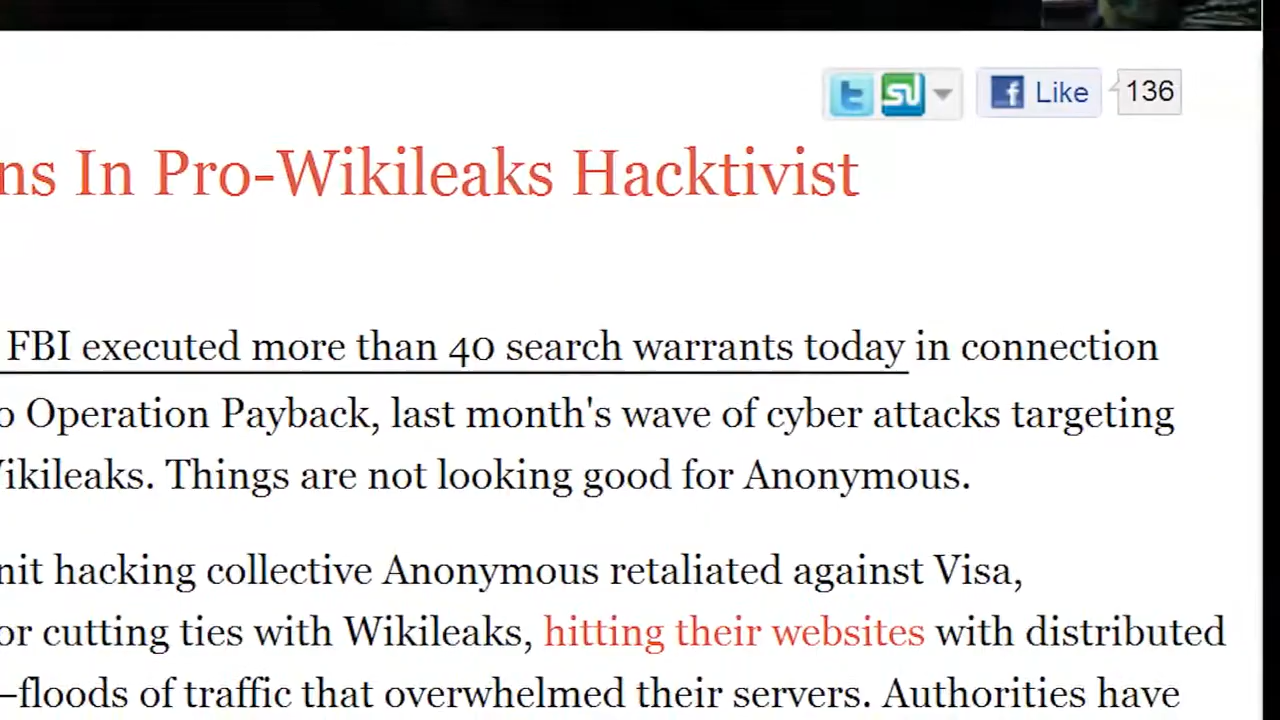 Like 136
ns In Pro-Wikileaks Hacktivist
FBI executed more than 40 search warrants today in connection
o Operation Payback, last month's wave of cyber attacks targeting
ikileaks. Things are not looking good for Anonymous.
nit hacking collective Anonymous retaliated against Visa,
or cutting ties with Wikileaks, hitting their websites with distributed
–floods of traffic that overwhelmed their servers. Authorities have